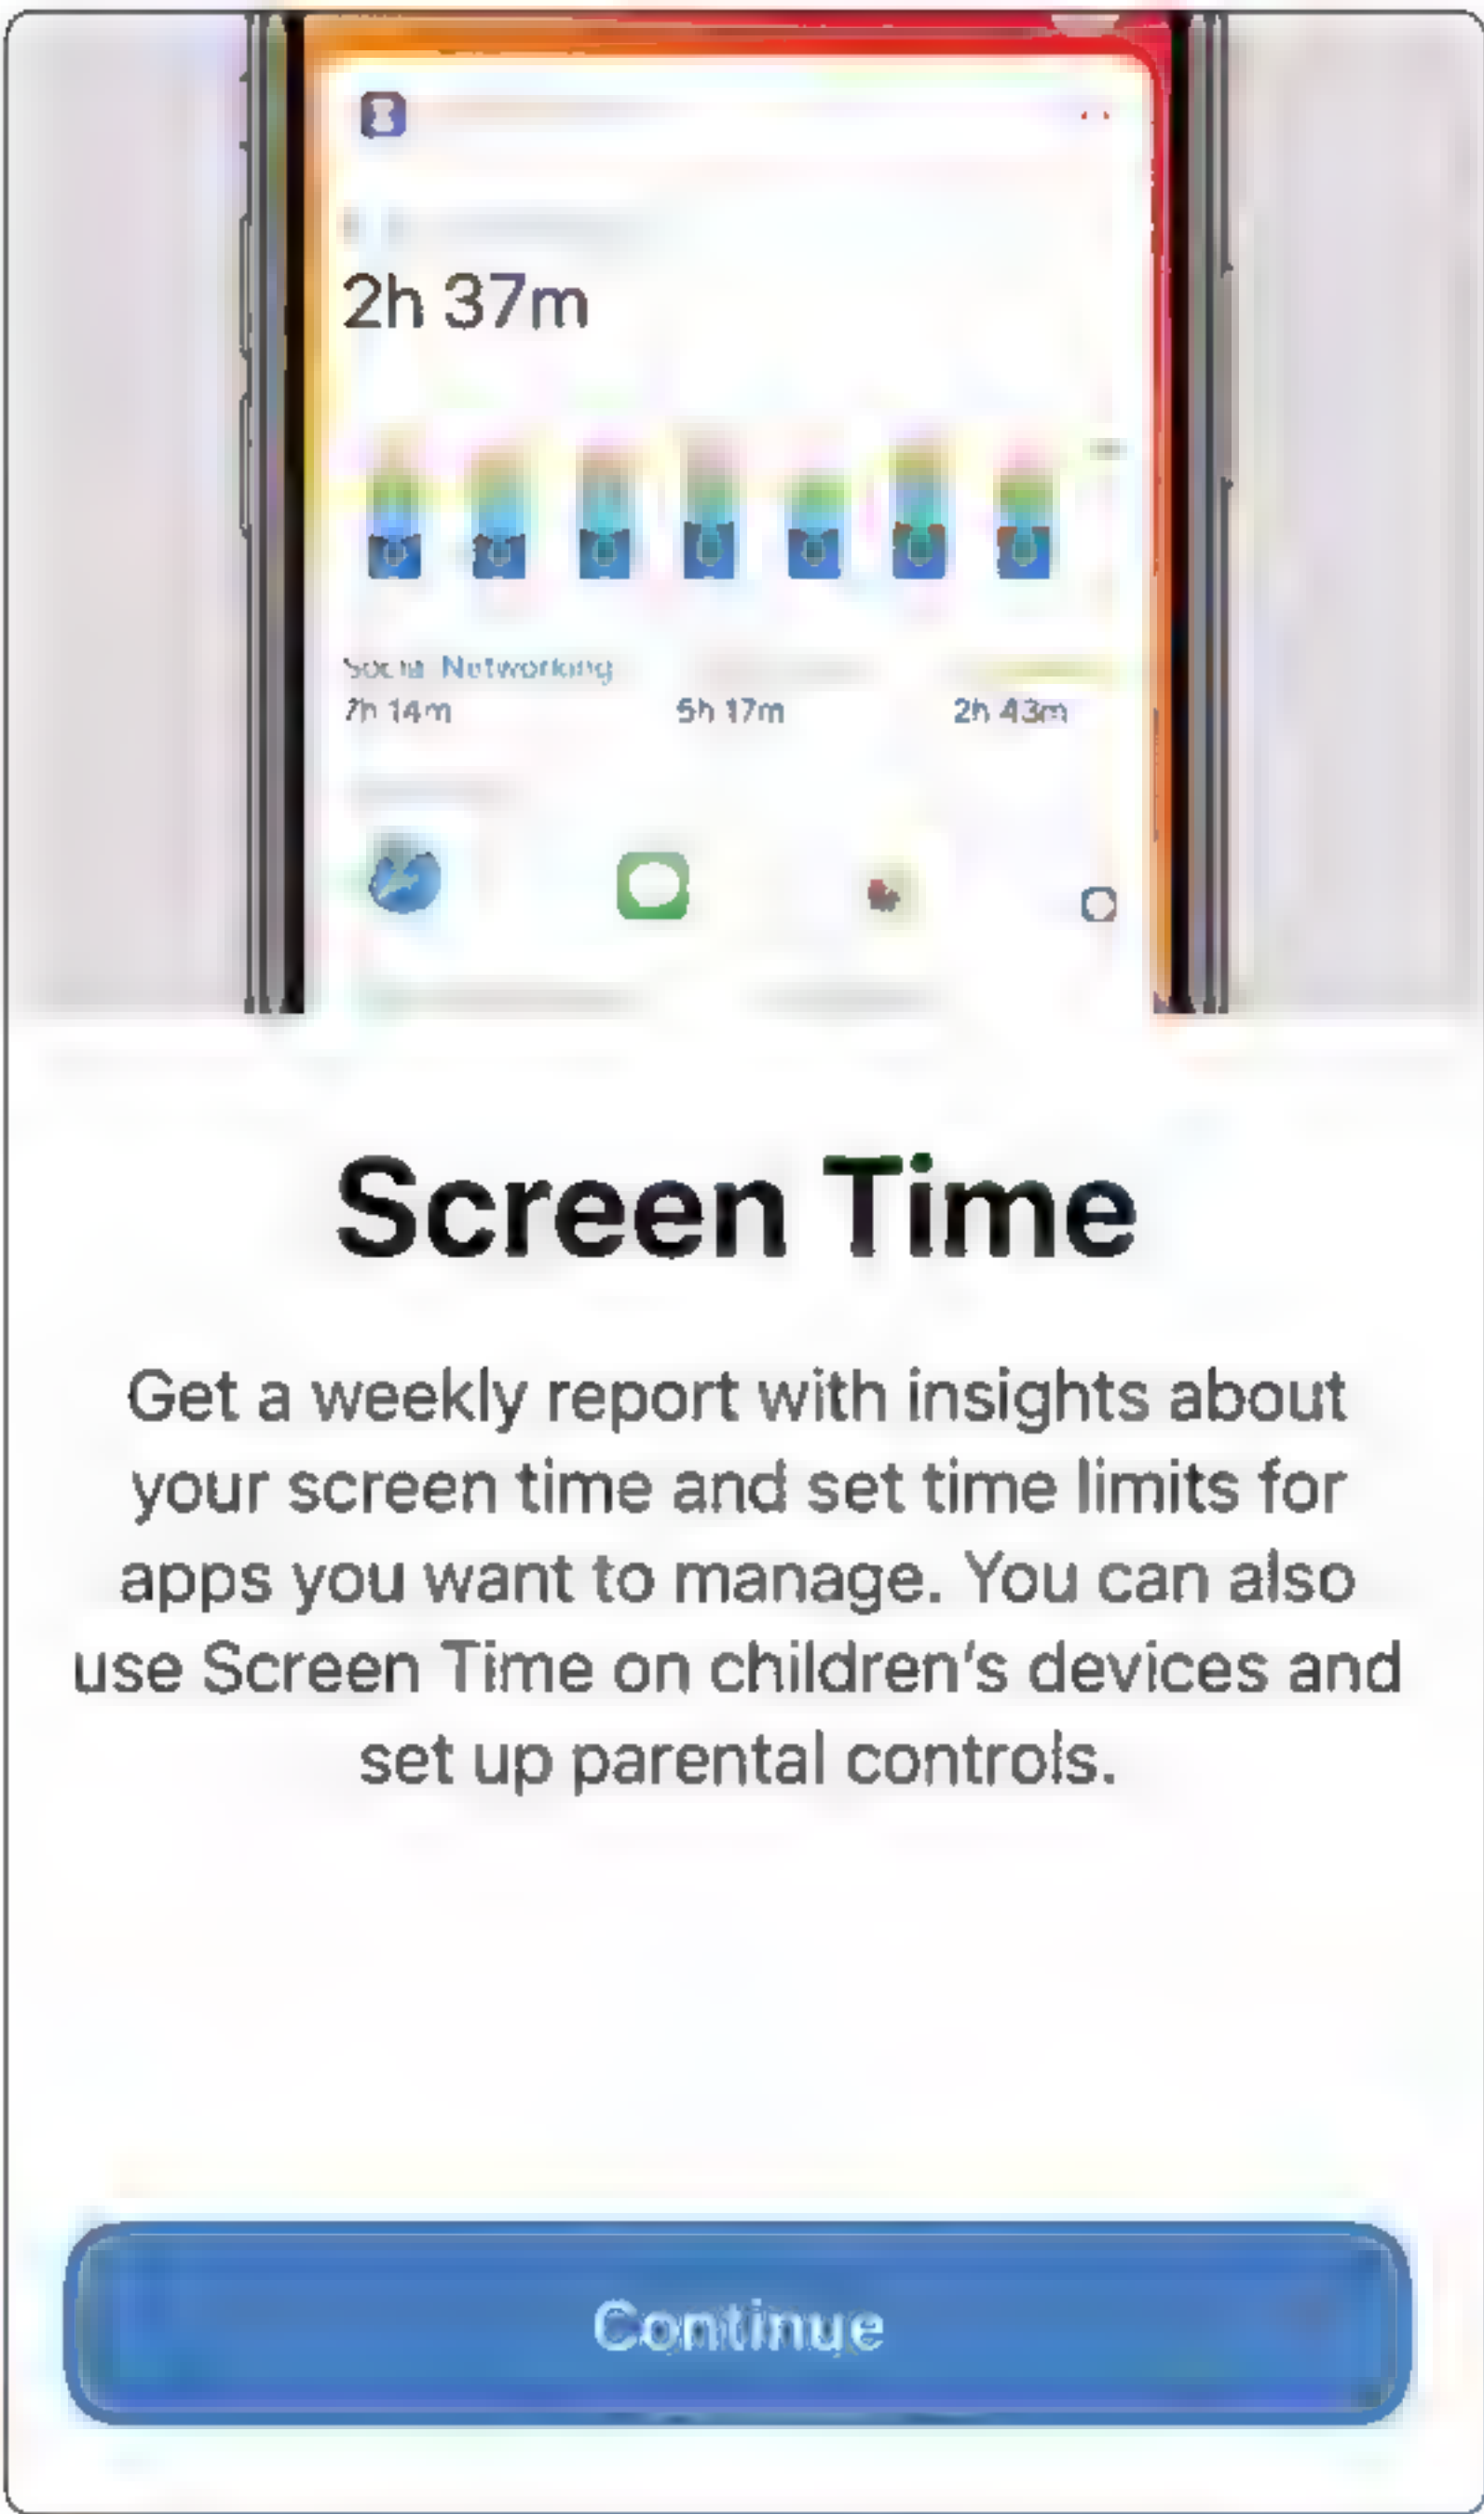 2h 37m
Social Networking
7h 14m 5h 17m 2h 43m
Screen Time
Get a weekly report with insights about
your screen time and set time limits for
apps you want to manage. You can also
use Screen Time on children's devices and
set up parental controls.
Continue